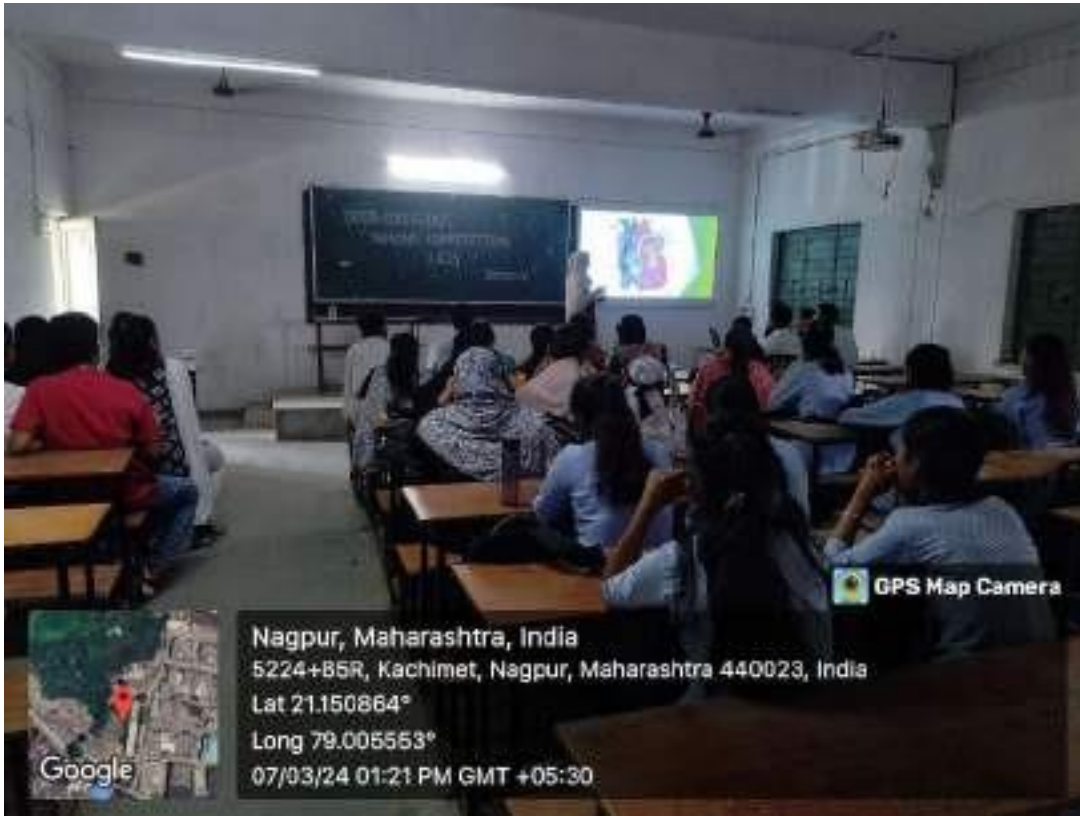 COMPETITION
GPS Map Camera
Nagpur, Maharashtra, India
5224+85R, Kachimet, Nagpur, Maharashtra 440023, India
Lat 21.150864°
Long 79.005553°
07/03/24 01:21 PM GMT +05:30
Google